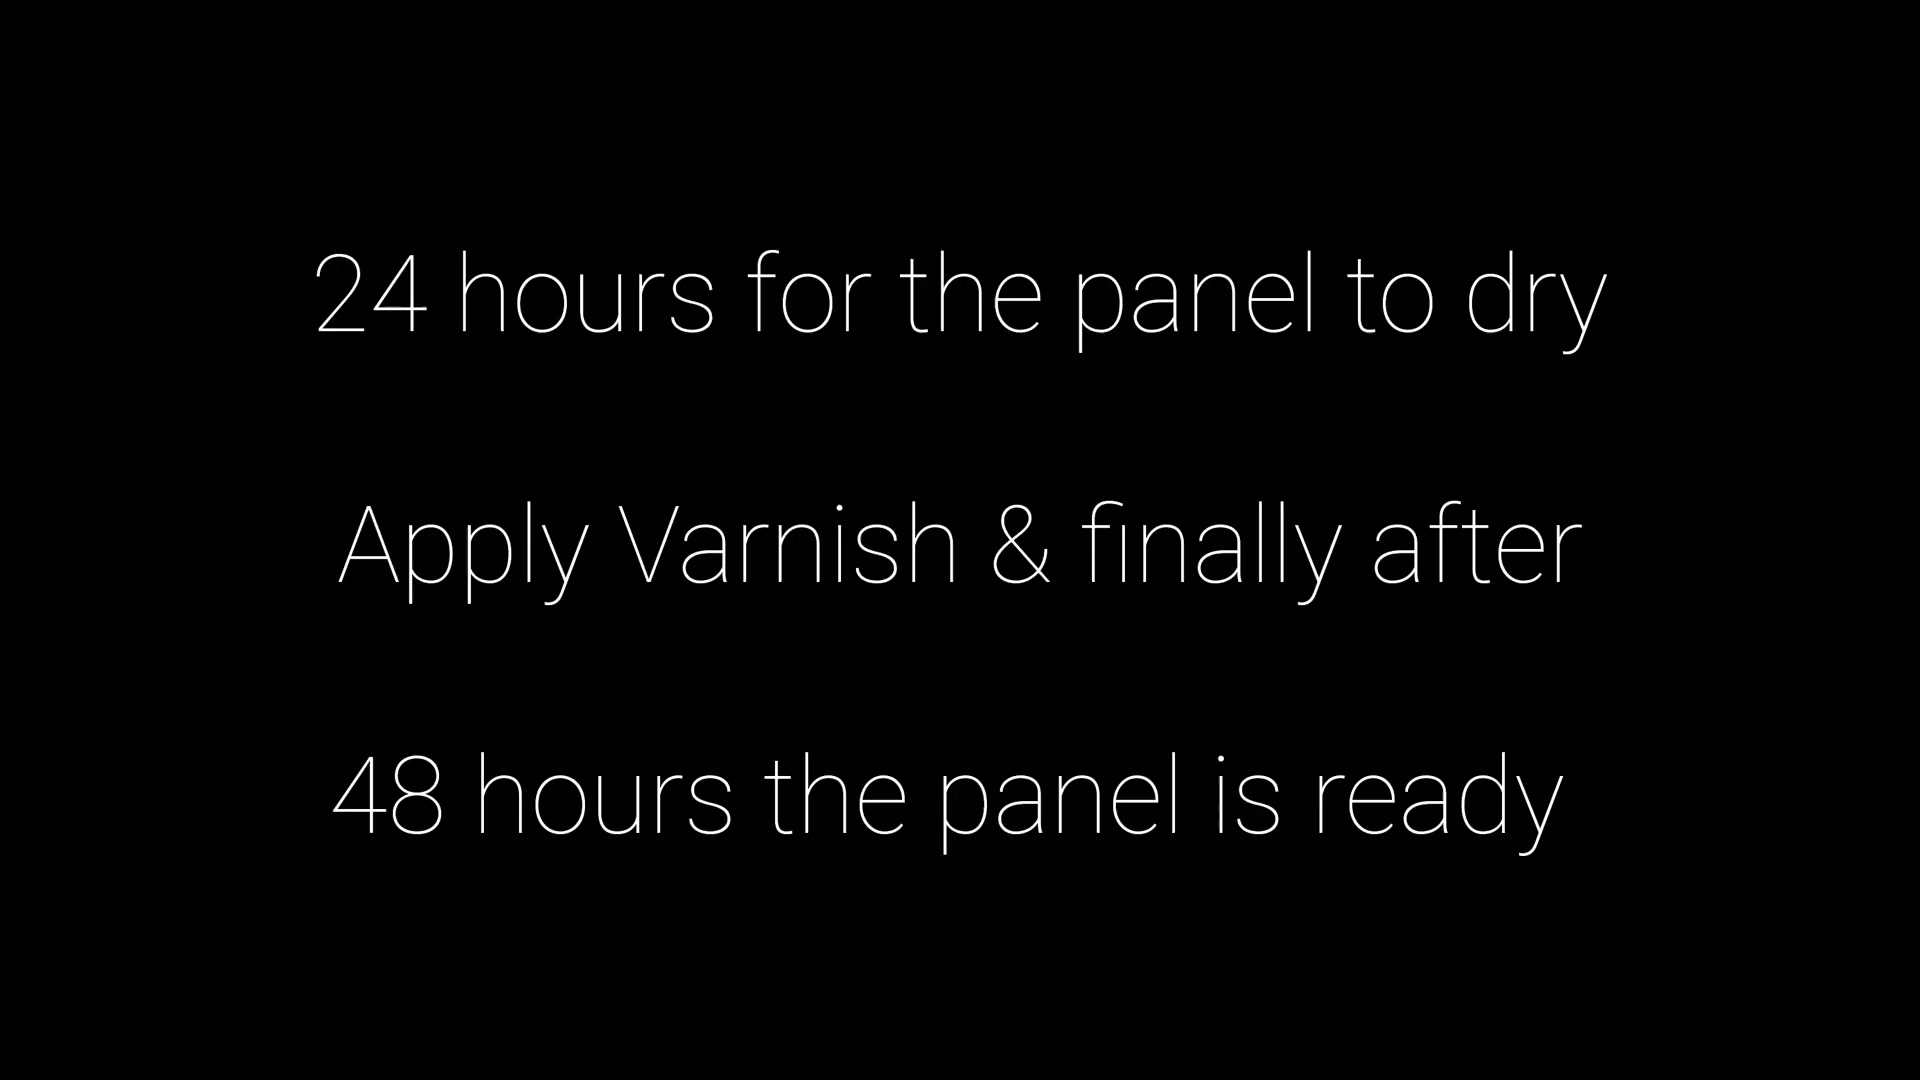 24 hours for the panel to dry
Apply Varnish & finally after
48 hours the panel is ready